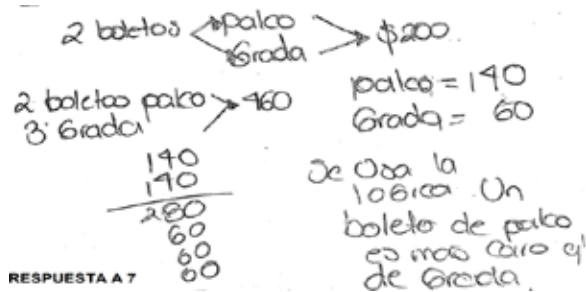 2 boletos palco Grada $200.
palco = 140
Grada = 60
2 boletos palco 460
3 Grada
140
140
280
60
60
60
Se Usa la
logica Un
boleto de palco
es mas caro q'
de Grada.
RESPUESTA A 7